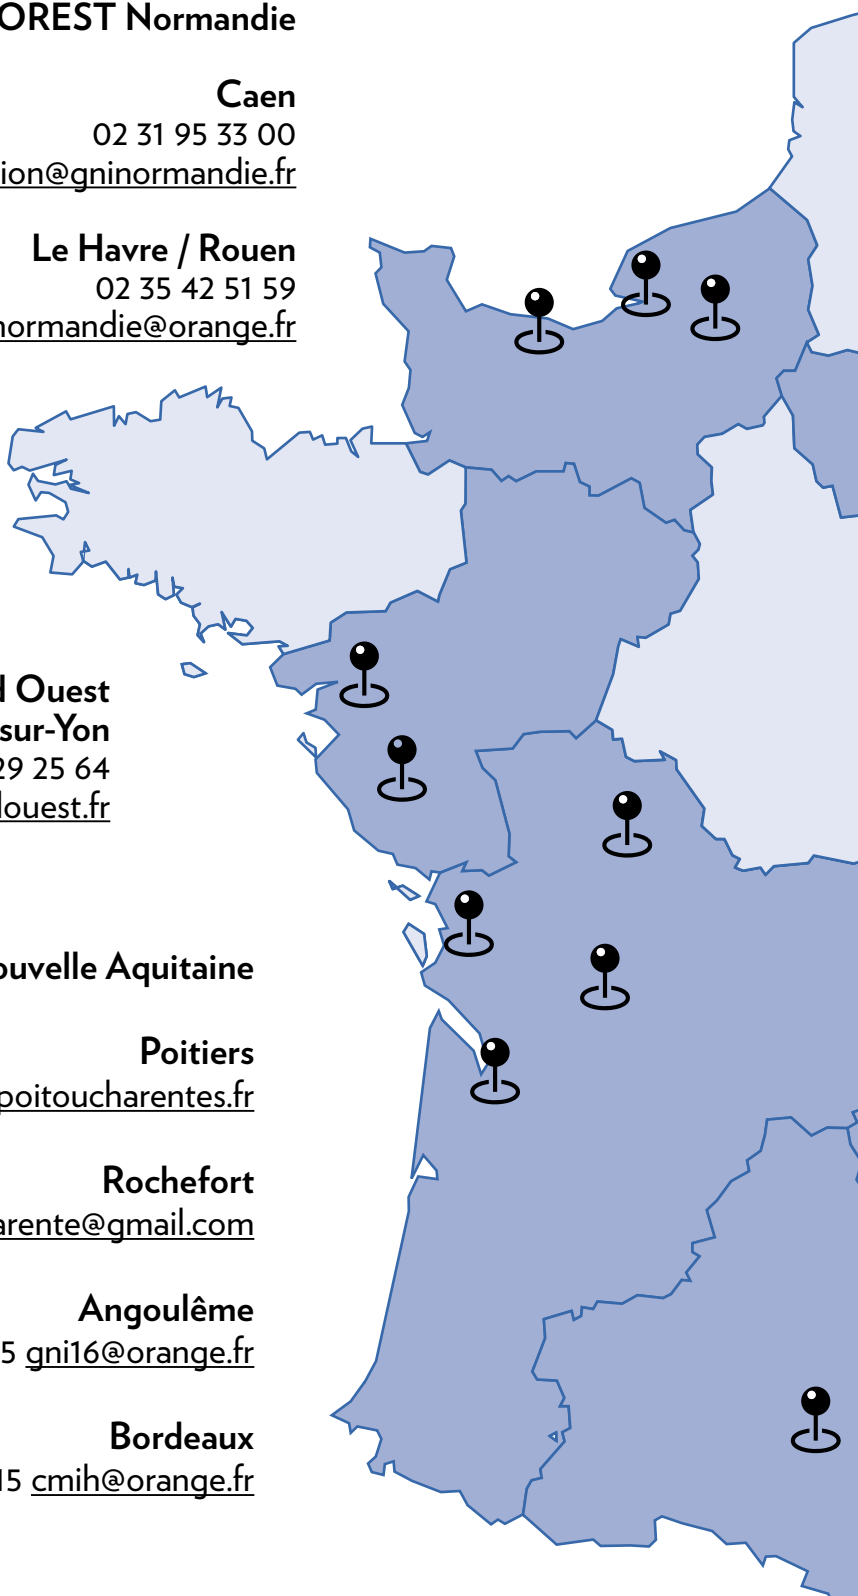 OREST Normandie
Caen
02 31 95 33 00
ion@gninormandie.fr
Le Havre / Rouen
02 35 42 51 59
normandie@orange.fr
d Ouest
sur-Yon
29 25 64
douest.fr
ouvelle Aquitaine
Poitiers
poitoucharentes.fr
Rochefort
arente@gmail.com
Angoulême
5 gni16@orange.fr
Bordeaux
15 cmih@orange.fr